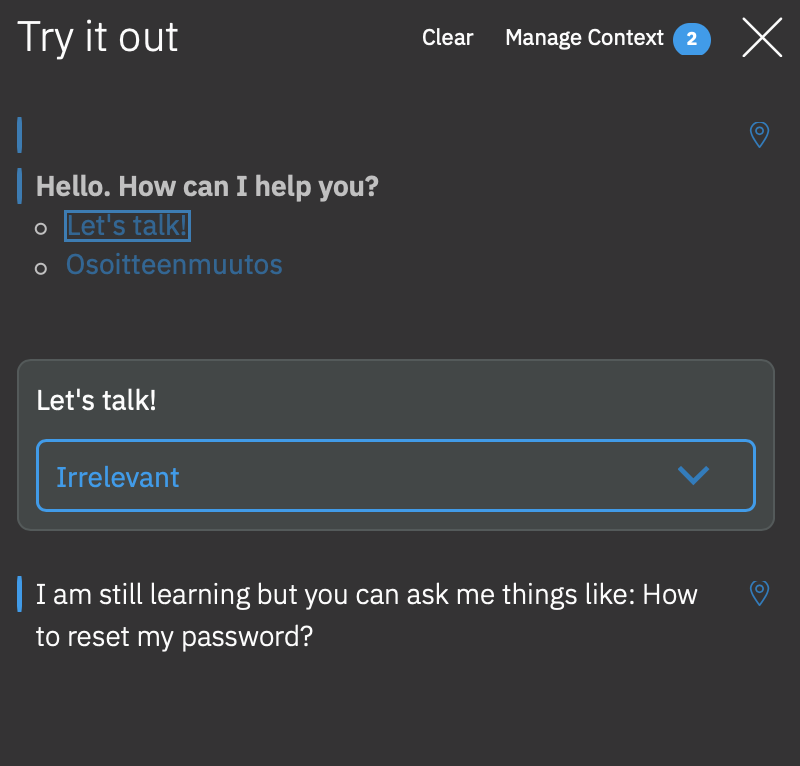 Try it out
Clear
Manage Context 2
Hello. How can I help you?
Let's talk!
Osoitteenmuutos
Let's talk!
Irrelevant
I am still learning but you can ask me things like: How
to reset my password?